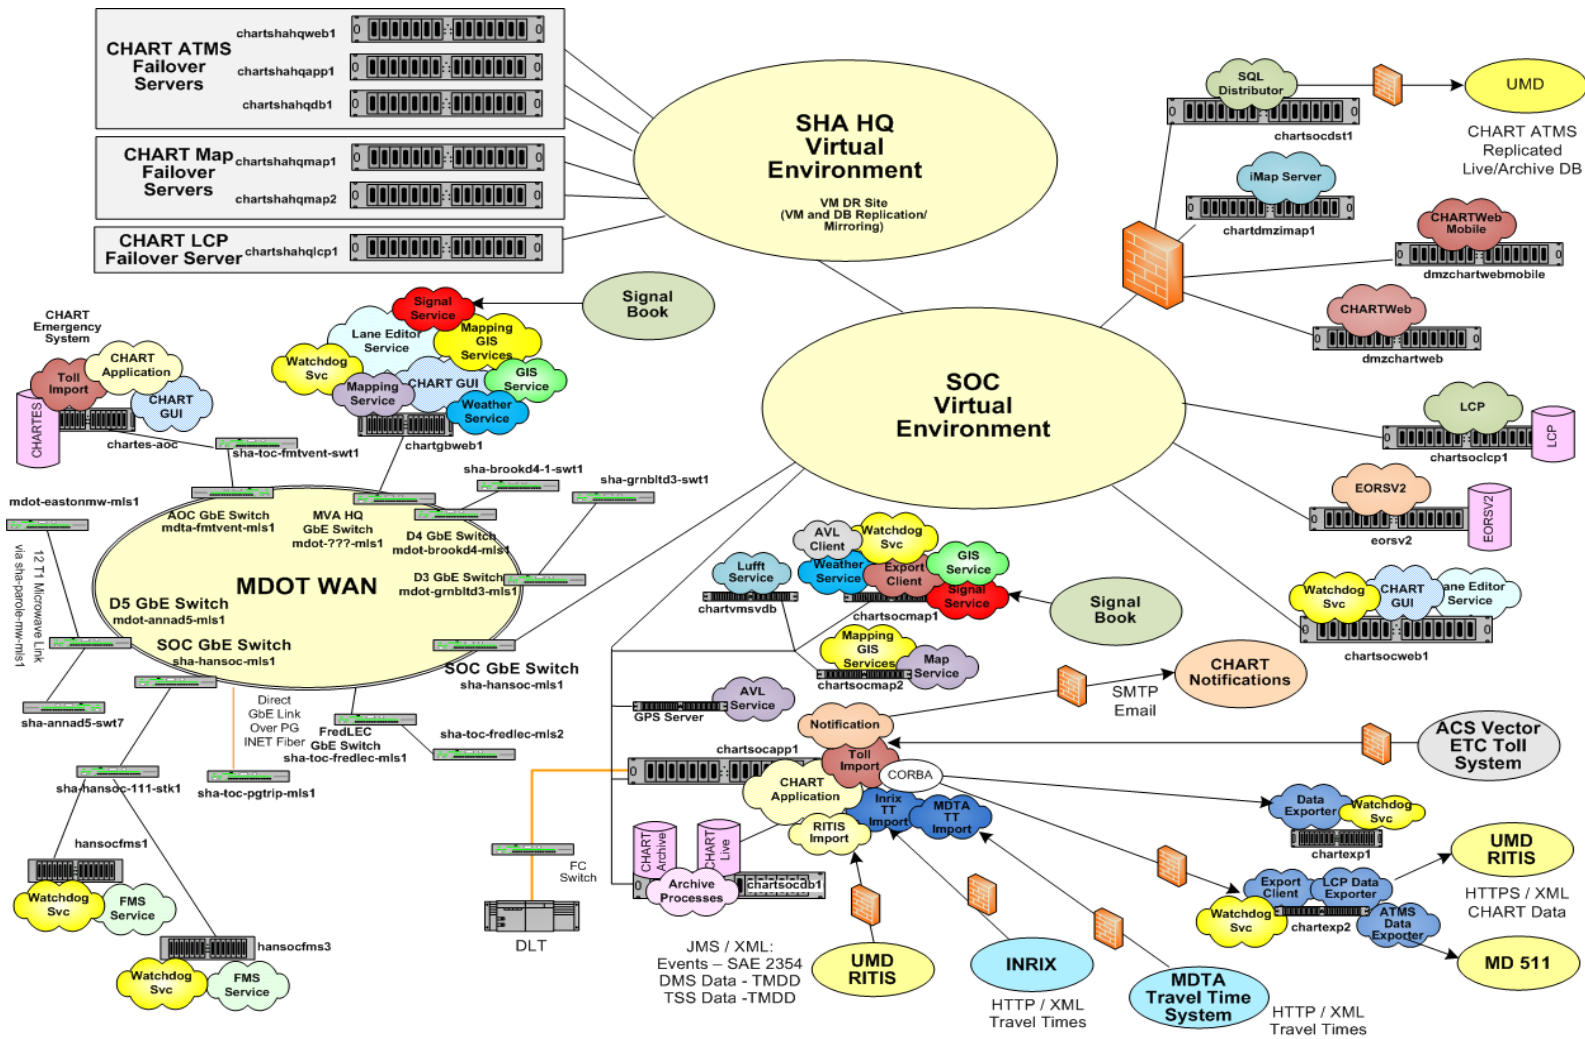 CHART ATMS
Failover
Servers
chartshahqweb1
chartshahqapp1
chartshahqdb1
CHART Map
Failover
Servers
chartshahqmap1
chartshahqmap2
CHART LCP
Failover Server
chartshahqlcp1
SHA HQ
Virtual
Environment
VM DR Site
(VM and DB Replication/
Mirroring)
SQL
Distributor
chartsocdst1
UMD
CHART ATMS
Replicated
Live/Archive DB
iMap Server
chartdmzimap1
CHARTWeb
Mobile
dmzchartwebmobile
CHARTWeb
dmzchartweb
CHART
Emergency
System
Toll
Import
CHART
Application
CHART
GUI
CHARTES
chartes-aoc
Signal
Service
Lane Editor
Service
Mapping
GIS
Services
Watchdog
Svc
Mapping
Service
CHART GUI
GIS
Service
Weather
Service
chartgbweb1
Signal
Book
SOC
Virtual
Environment
LCP
LCP
chartsoclcp1
EORSV2
EORSV2
eorsv2
Watchdog
Svc
CHART
GUI
ane Editor
Service
chartsocweb1
sha-toc-fmtvent-swt1
sha-brookd4-1-swt1
sha-grnbltd3-swt1
mdot-eastonmw-mls1
12 T1 Microwave Link
via sha-parole-mw-mls1
AOC GbE Switch
mdta-fmtvent-mls1
MVA HQ
GbE Switch
mdot-???-mls1
D4 GbE Switch
mdot-brookd4-mls1
MDOT WAN
D3 GbE Switch
mdot-grnbltd3-mls1
D5 GbE Switch
mdot-annad5-mls1
SOC GbE Switch
sha-hansoc-mls1
SOC GbE Switch
sha-hansoc-mls1
sha-annad5-swt7
Direct
GbE Link
Over PG
INET Fiber
FredLEC
GbE Switch
sha-toc-fredlec-mls1
sha-toc-fredlec-mls2
sha-hansoc-111-stk1
sha-toc-pgtrip-mls1
hansocfms1
Watchdog
Svc
FMS
Service
hansocfms3
Watchdog
Svc
FMS
Service
Lufft
Service
chartvmsvdb
AVL
Client
Watchdog
Svc
Weather
Service
Export
Client
GIS
Service
Signal
Service
chartsocmap1
Signal
Book
Mapping
GIS
Services
Map
Service
chartsocmap2
AVL
Service
GPS Server
Notification
CHART
Notifications
SMTP
Email
chartsocapp1
Toll
Import
CORBA
CHART
Application
Inrix
TT
Import
MDTA
TT
Import
RITIS
Import
ACS Vector
ETC Toll
System
Data
Exporter
Watchdog
Svc
chartexp1
FC
Switch
DLT
CHART
Archive
CHART
Live
Archive
Processes
chartsocdb1
Export
Client
LCP Data
Exporter
Watchdog
Svc
chartexp2
ATMS
Data
Exporter
UMD
RITIS
HTTPS / XML
CHART Data
MD 511
JMS / XML:
Events – SAE 2354
DMS Data - TMDD
TSS Data -TMDD
UMD
RITIS
INRIX
HTTP / XML
Travel Times
MDTA
Travel Time
System
HTTP / XML
Travel Times